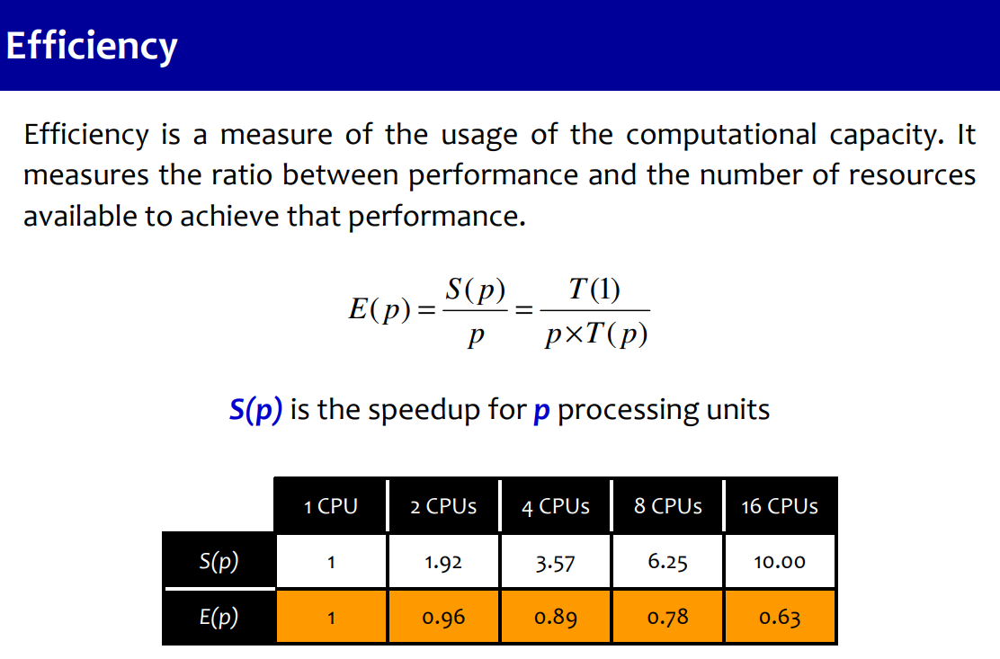 Efficiency
Efficiency is a measure of the usage of the computational capacity. It
measures the ratio between performance and the number of resources
available to achieve that performance.
E(p) = S(p)/p = T(1)/(p×T(p))
S(p) is the speedup for p processing units
1 CPU 2 CPUs 4 CPUs 8 CPUs 16 CPUs
S(p) 1 1.92 3.57 6.25 10.00
E(p) 1 0.96 0.89 0.78 0.63